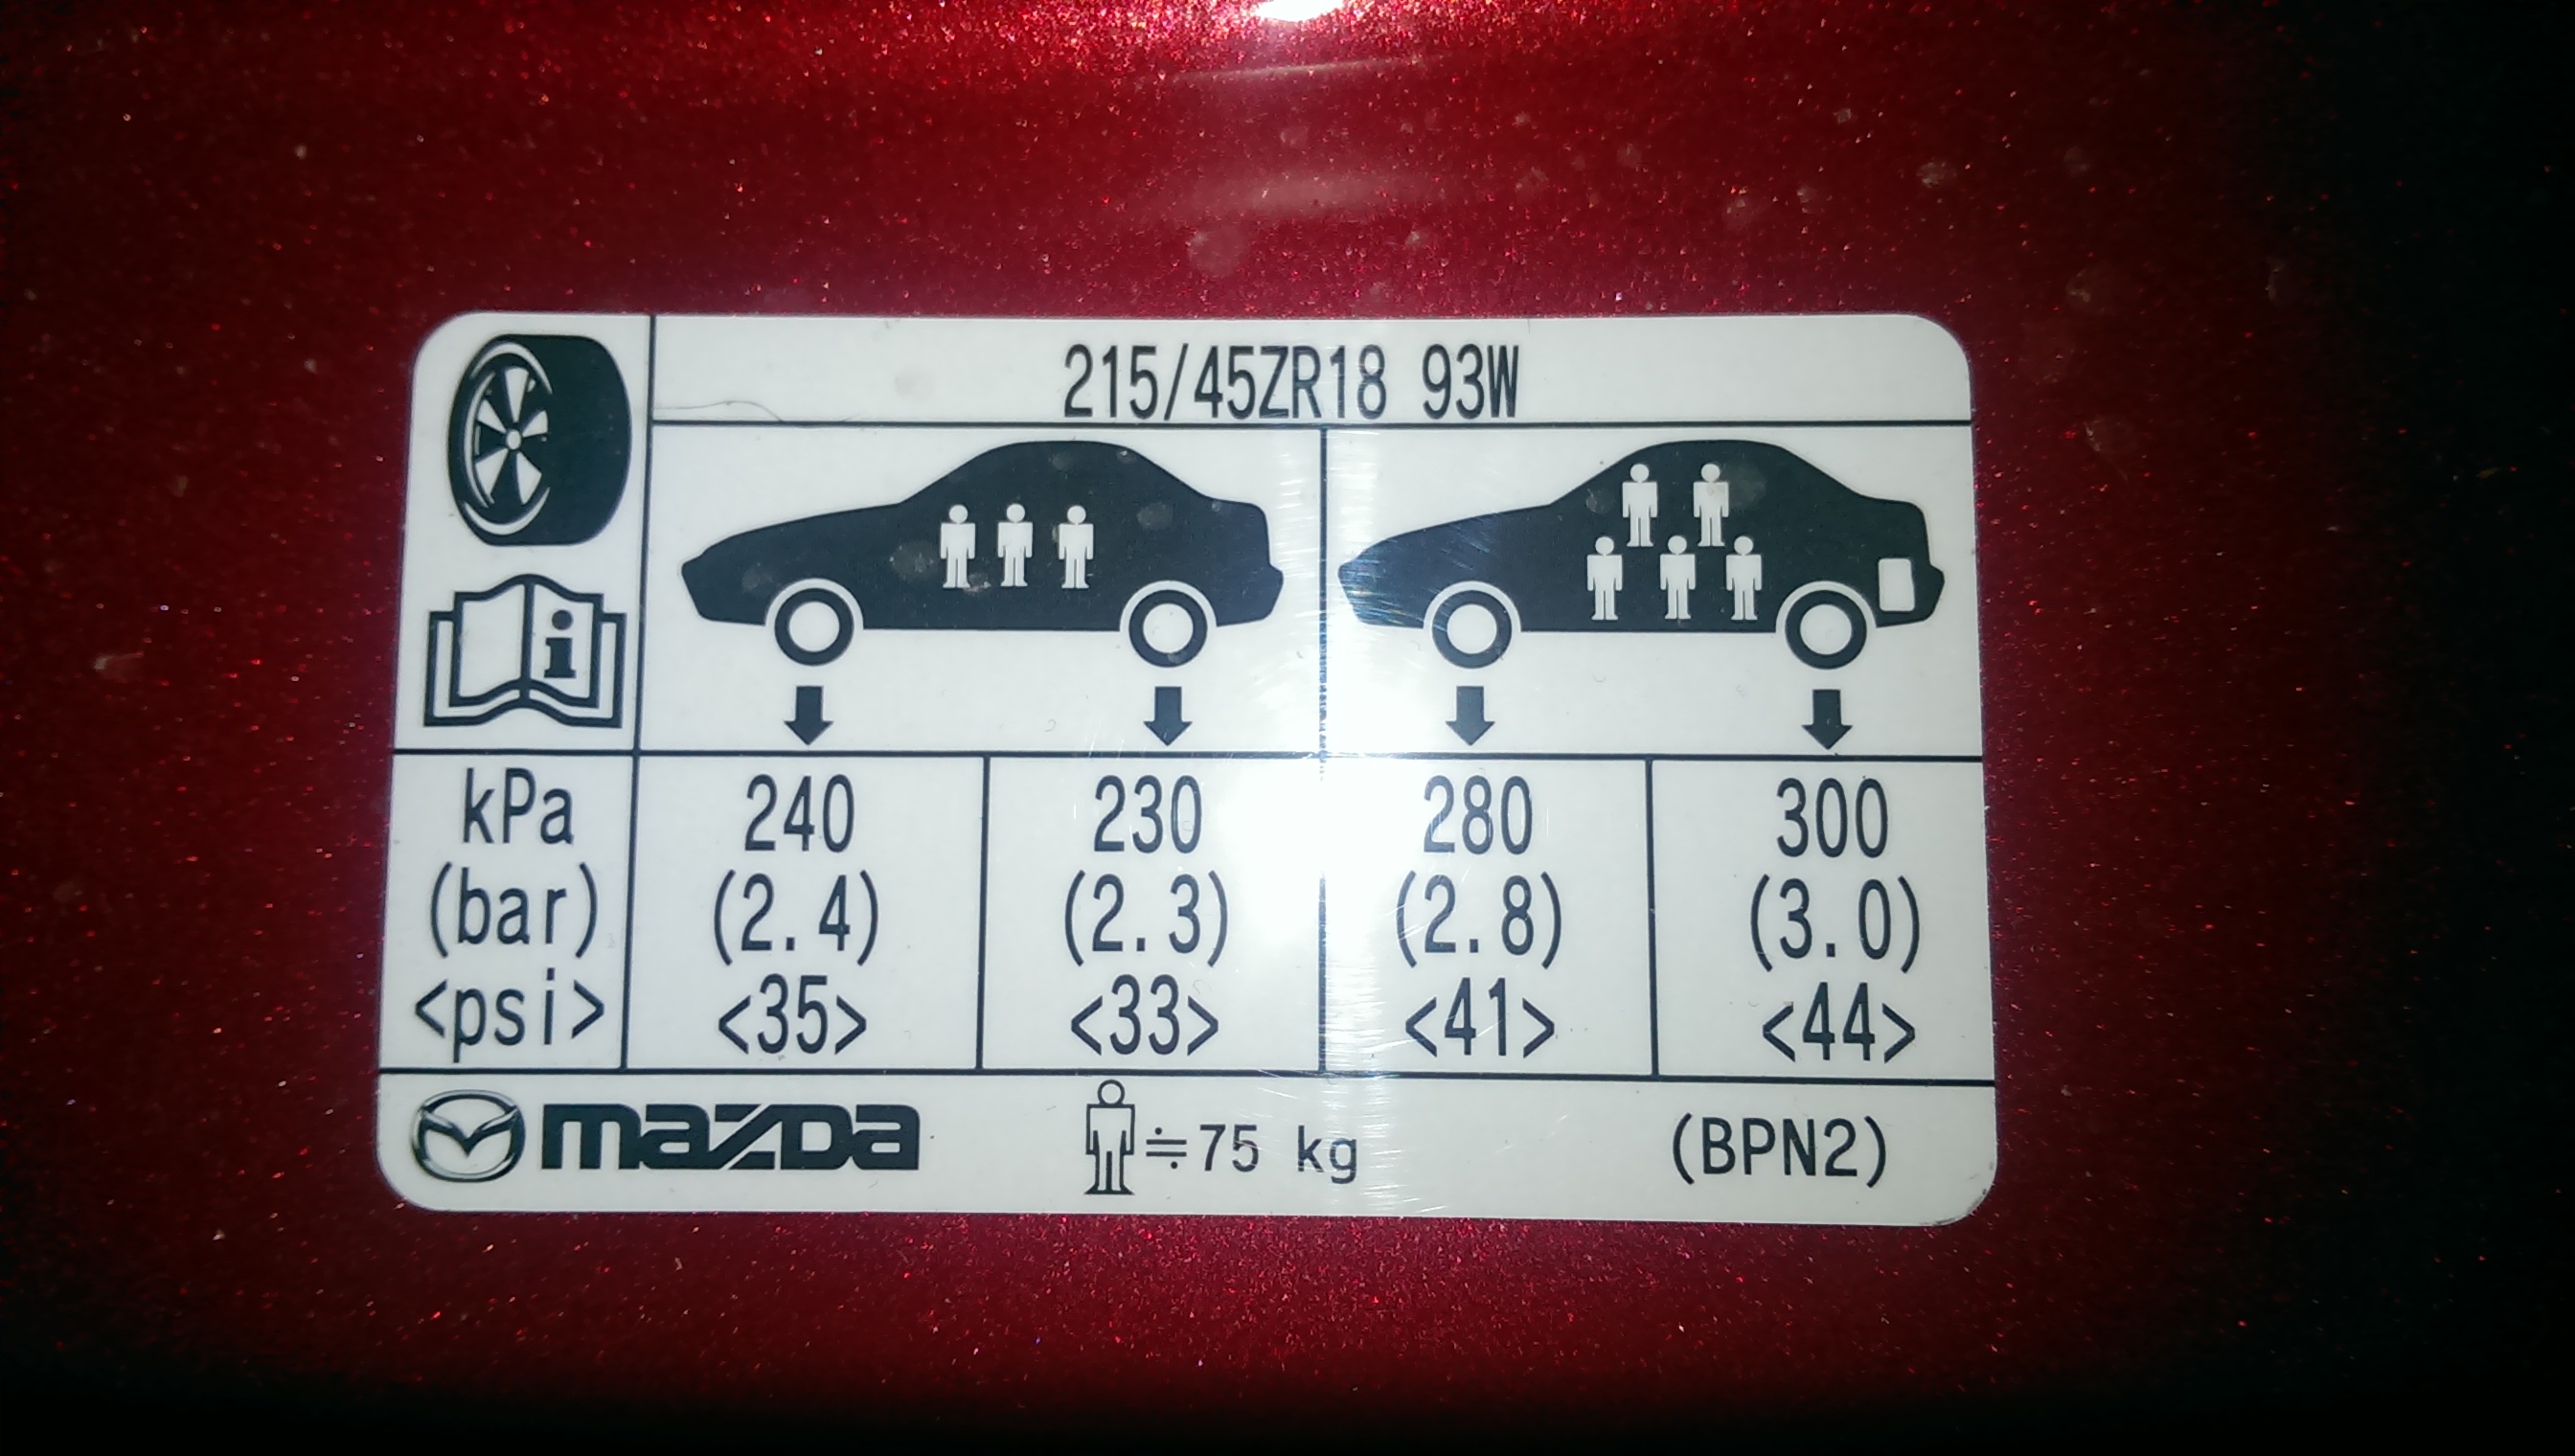 215/45ZR18 93W
i
kPa 240 230 280 300
(bar) (2.4) (2.3) (2.8) (3.0)
<psi> <35> <33> <41> <44>
mazDa ≒75 kg (BPN2)